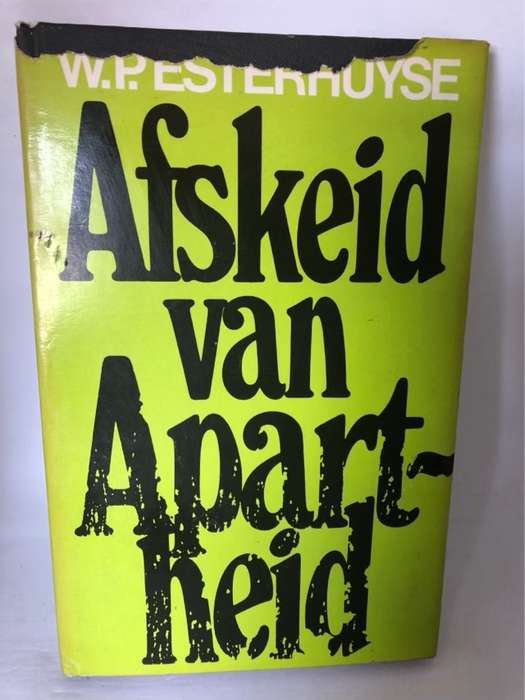 W.P. ESTERHUYSE
Afskeid
van
Apart-
heid